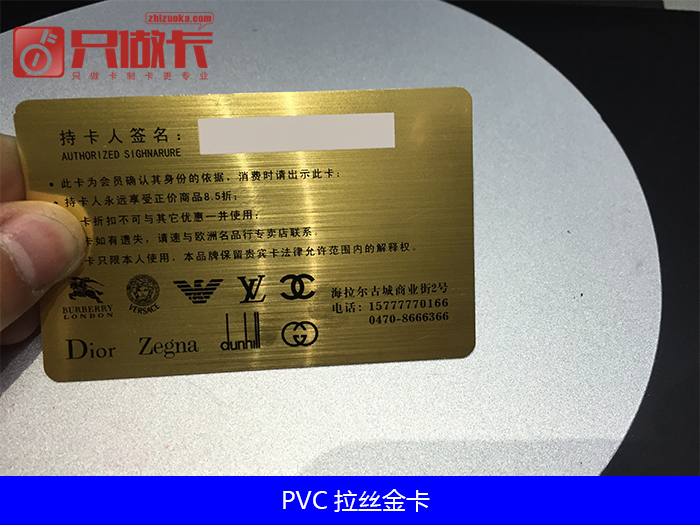 zhizuoka.com
只做卡
只做卡制卡更专业
持卡人签名：
AUTHORIZED SIGHNARURE
• 此卡为会员确认其身份的依据，消费时请出示此卡；
• 持卡人永远享受正价商品8.5折；
卡折扣不可与其它优惠一并使用；
卡如有遗失，请速与欧洲名品行专卖店联系
卡只限本人使用，本品牌保留贵宾卡法律允许范围内的解释权．
BURBERRY
LONDON
VERSACE
LV
海拉尔古城商业街2号
电话：15777770166
0470-8666366
Dior
Zegna
dunhill
PVC 拉丝金卡